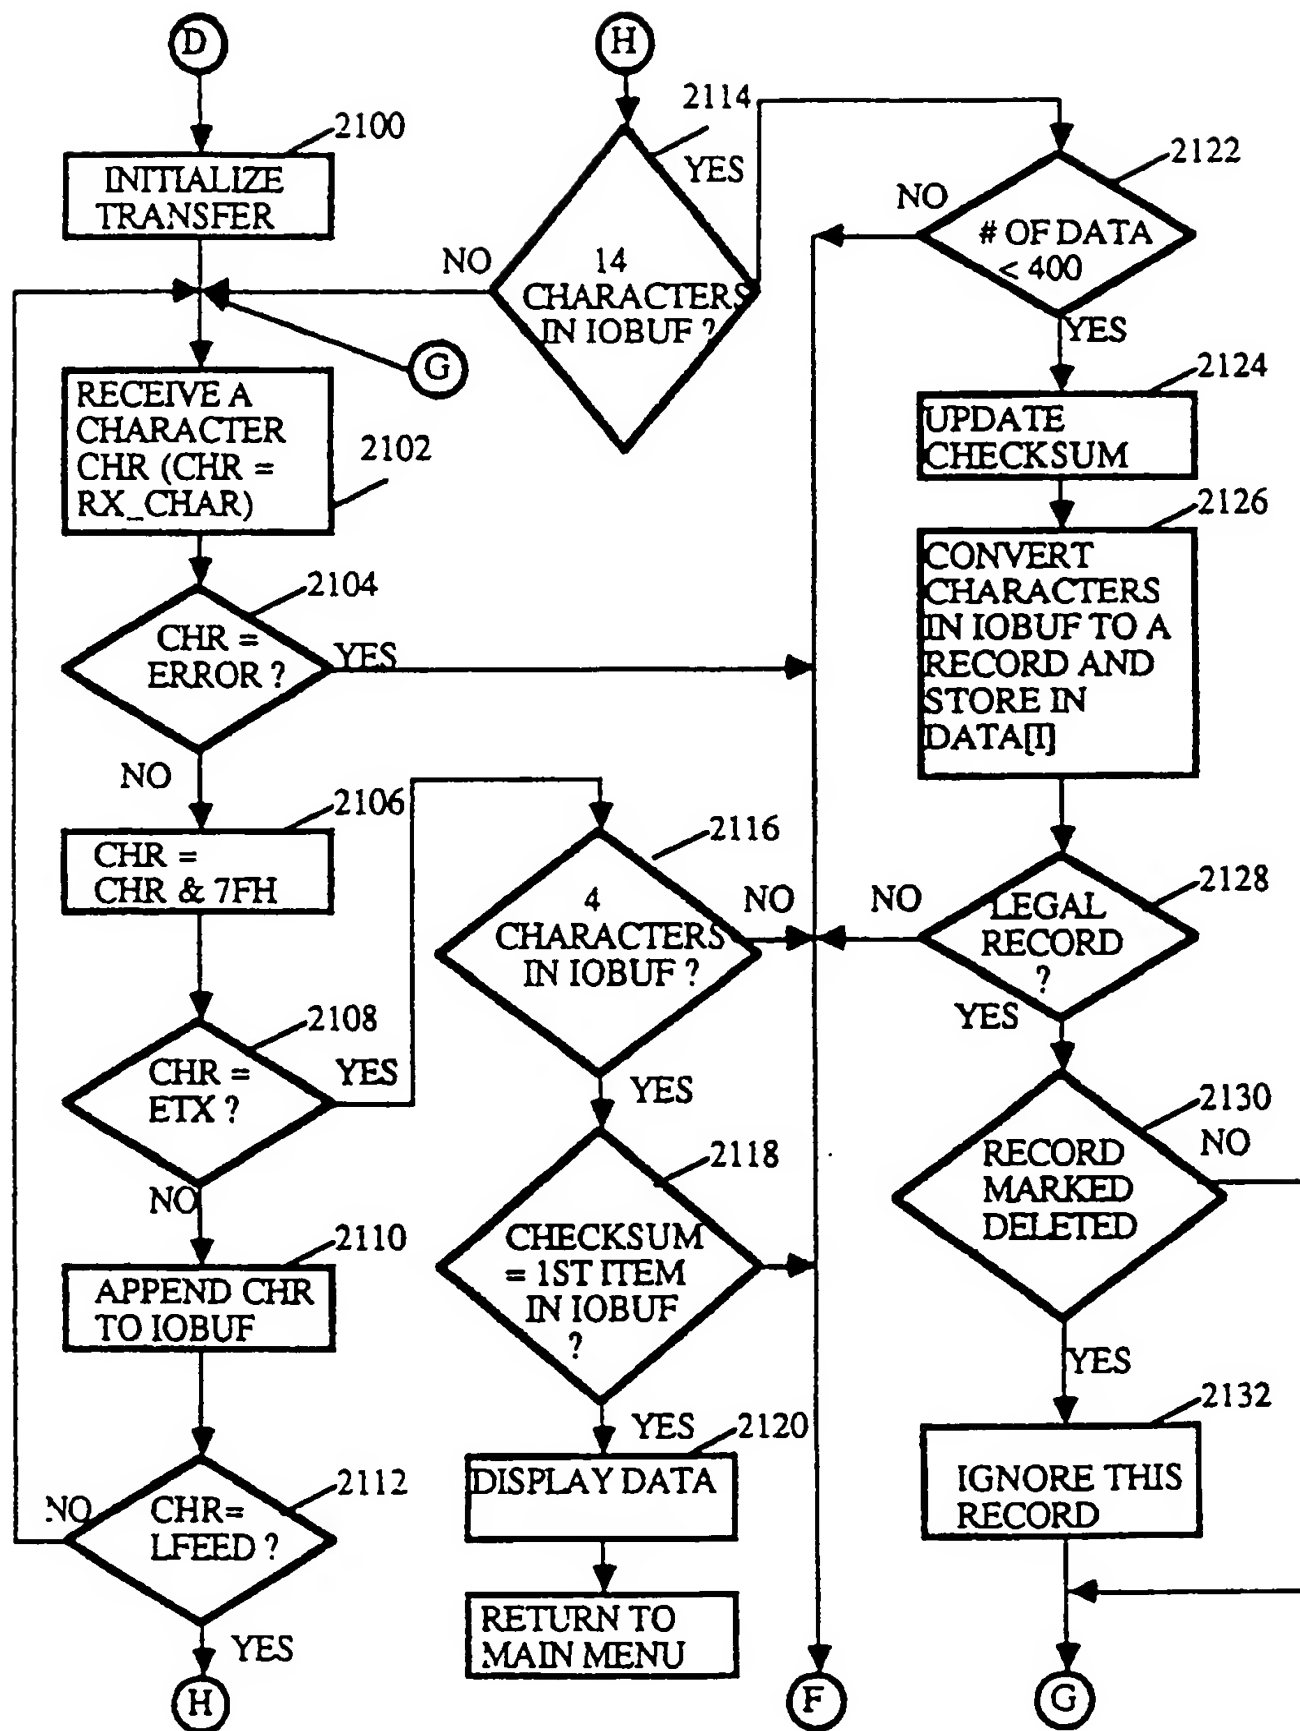 D
2100
INITIALIZE
TRANSFER
G
RECEIVE A
CHARACTER
CHR (CHR =
RX_CHAR)
2102
2104
CHR =
ERROR ?
YES
NO
2106
CHR =
CHR & 7FH
2108
CHR =
ETX ?
YES
NO
2110
APPEND CHR
TO IOBUF
2112
NO
CHR=
LFEED ?
YES
H
H
2114
YES
NO
14
CHARACTERS
IN IOBUF ?
2116
4
CHARACTERS
IN IOBUF ?
NO
YES
2118
CHECKSUM
= 1ST ITEM
IN IOBUF
?
YES
2120
DISPLAY DATA
RETURN TO
MAIN MENU
F
2122
NO
# OF DATA
< 400
YES
2124
UPDATE
CHECKSUM
2126
CONVERT
CHARACTERS
IN IOBUF TO A
RECORD AND
STORE IN
DATA[I]
2128
NO
LEGAL
RECORD
?
YES
2130
NO
RECORD
MARKED
DELETED
YES
2132
IGNORE THIS
RECORD
G